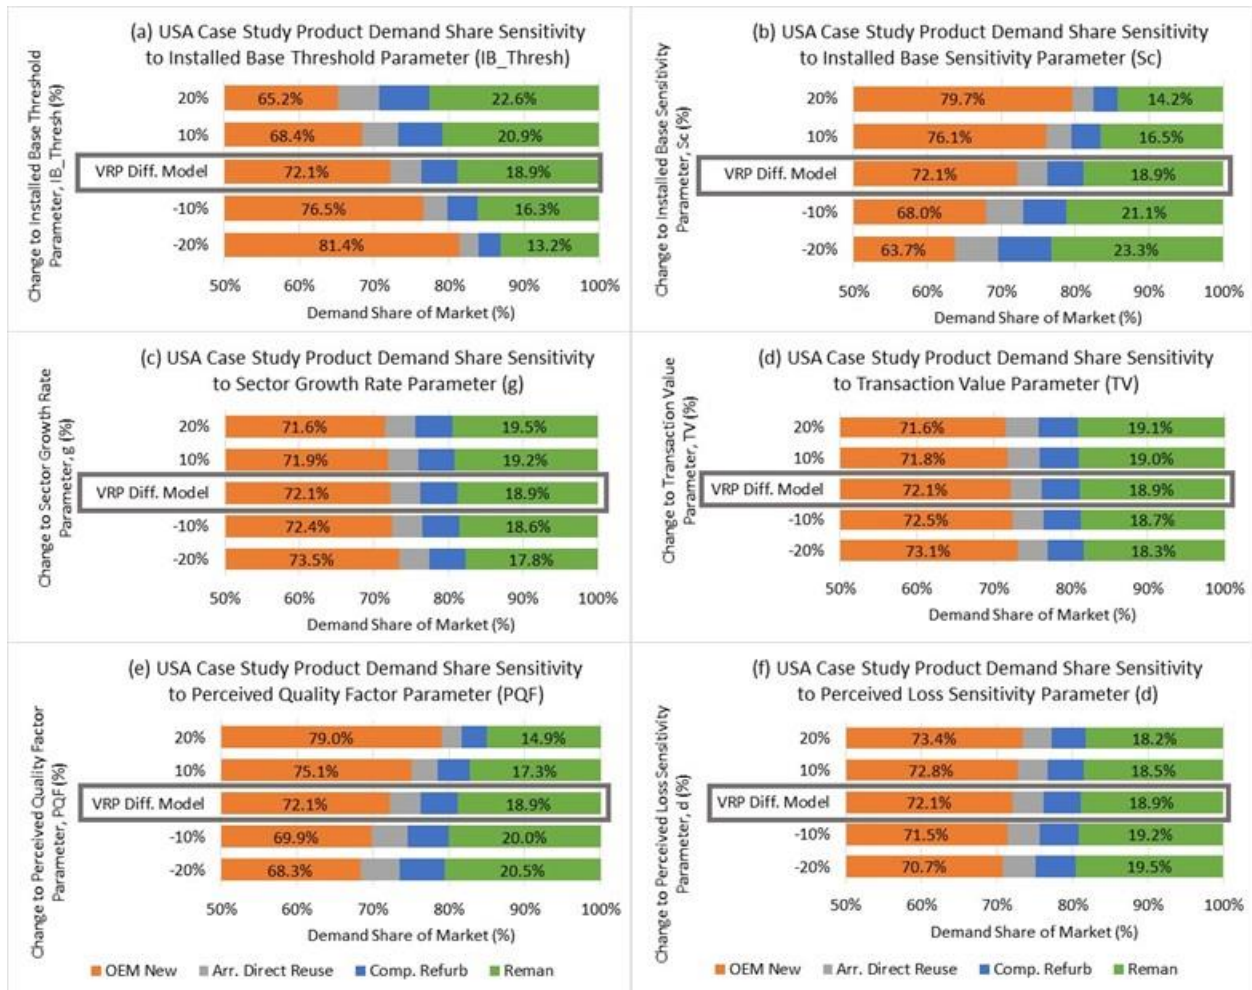 (a) USA Case Study Product Demand Share Sensitivity
to Installed Base Threshold Parameter (IB_Thresh)
Change to Installed Base Threshold
Parameter, IB_Thresh (%)
20% 65.2% 22.6%
10% 68.4% 20.9%
VRP Diff. Model 72.1% 18.9%
-10% 76.5% 16.3%
-20% 81.4% 13.2%
50% 60% 70% 80% 90% 100%
Demand Share of Market (%)
(b) USA Case Study Product Demand Share Sensitivity
to Installed Base Sensitivity Parameter (Sc)
Change to Installed Base Sensitivity
Parameter, Sc (%)
20% 79.7% 14.2%
10% 76.1% 16.5%
VRP Diff. Model 72.1% 18.9%
-10% 68.0% 21.1%
-20% 63.7% 23.3%
50% 60% 70% 80% 90% 100%
Demand Share of Market (%)
(c) USA Case Study Product Demand Share Sensitivity
to Sector Growth Rate Parameter (g)
Change to Sector Growth Rate
Parameter, g (%)
20% 71.6% 19.5%
10% 71.9% 19.2%
VRP Diff. Model 72.1% 18.9%
-10% 72.4% 18.6%
-20% 73.5% 17.8%
50% 60% 70% 80% 90% 100%
Demand Share of Market (%)
(d) USA Case Study Product Demand Share Sensitivity
to Transaction Value Parameter (TV)
Change to Transaction Value
Parameter, TV (%)
20% 71.6% 19.1%
10% 71.8% 19.0%
VRP Diff. Model 72.1% 18.9%
-10% 72.5% 18.7%
-20% 73.1% 18.3%
50% 60% 70% 80% 90% 100%
Demand Share of Market (%)
(e) USA Case Study Product Demand Share Sensitivity
to Perceived Quality Factor Parameter (PQF)
Change to Perceived Quality Factor
Parameter, PQF (%)
20% 79.0% 14.9%
10% 75.1% 17.3%
VRP Diff. Model 72.1% 18.9%
-10% 69.9% 20.0%
-20% 68.3% 20.5%
50% 60% 70% 80% 90% 100%
Demand Share of Market (%)
OEM New Arr. Direct Reuse Comp. Refurb Reman
(f) USA Case Study Product Demand Share Sensitivity
to Perceived Loss Sensitivity Parameter (d)
Change to Perceived Loss Sensitivity
Parameter, d (%)
20% 73.4% 18.2%
10% 72.8% 18.5%
VRP Diff. Model 72.1% 18.9%
-10% 71.5% 19.2%
-20% 70.7% 19.5%
50% 60% 70% 80% 90% 100%
Demand Share of Market (%)
OEM New Arr. Direct Reuse Comp. Refurb Reman